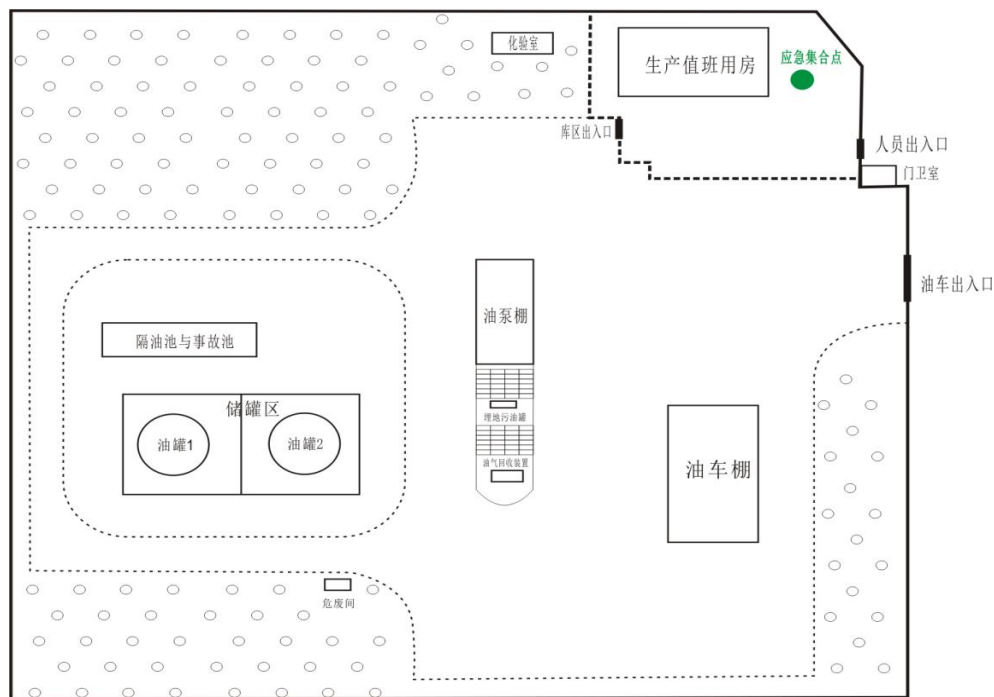 化验室
生产值班用房
应急集合点
库区出入口
人员出入口
门卫室
油车出入口
油泵棚
隔油池与事故池
储罐区
埋地污油罐
油罐1
油罐2
油气回收装置
油车棚
危废间